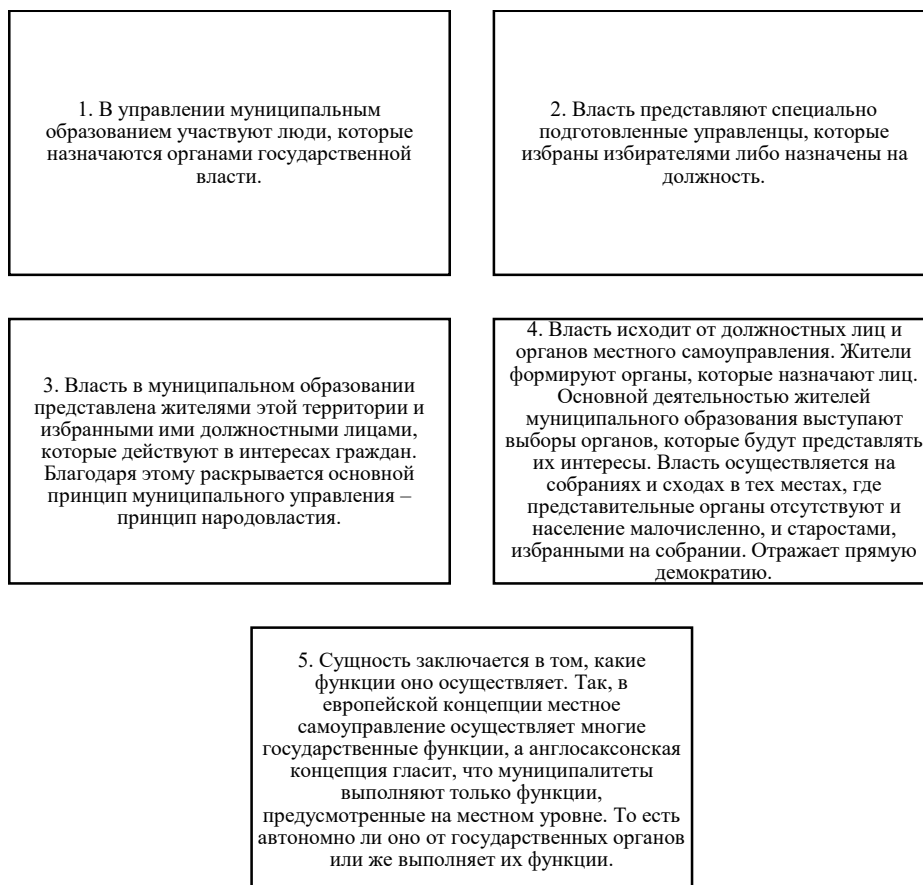 1. В управлении муниципальным
образованием участвуют люди, которые
назначаются органами государственной
власти.
2. Власть представляют специально
подготовленные управленцы, которые
избраны избирателями либо назначены на
должность.
3. Власть в муниципальном образовании
представлена жителями этой территории и
избранными ими должностными лицами,
которые действуют в интересах граждан.
Благодаря этому раскрывается основной
принцип муниципального управления –
принцип народовластия.
4. Власть исходит от должностных лиц и
органов местного самоуправления. Жители
формируют органы, которые назначают лиц.
Основной деятельностью жителей
муниципального образования выступают
выборы органов, которые будут представлять
их интересы. Власть осуществляется на
собраниях и сходах в тех местах, где
представительные органы отсутствуют и
население малочисленно, и старостами,
избранными на собрании. Отражает прямую
демократию.
5. Сущность заключается в том, какие
функции оно осуществляет. Так, в
европейской концепции местное
самоуправление осуществляет многие
государственные функции, а англосаксонская
концепция гласит, что муниципалитеты
выполняют только функции,
предусмотренные на местном уровне. То есть
автономно ли оно от государственных органов
или же выполняет их функции.